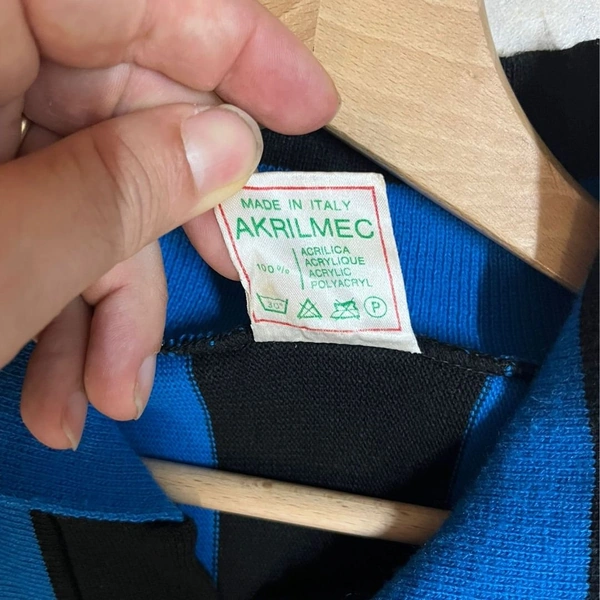 MADE IN ITALY
AKRILMEC
100%
ACRILICA
ACRYLIQUE
ACRYLIC
POLYACRYL
30°
P